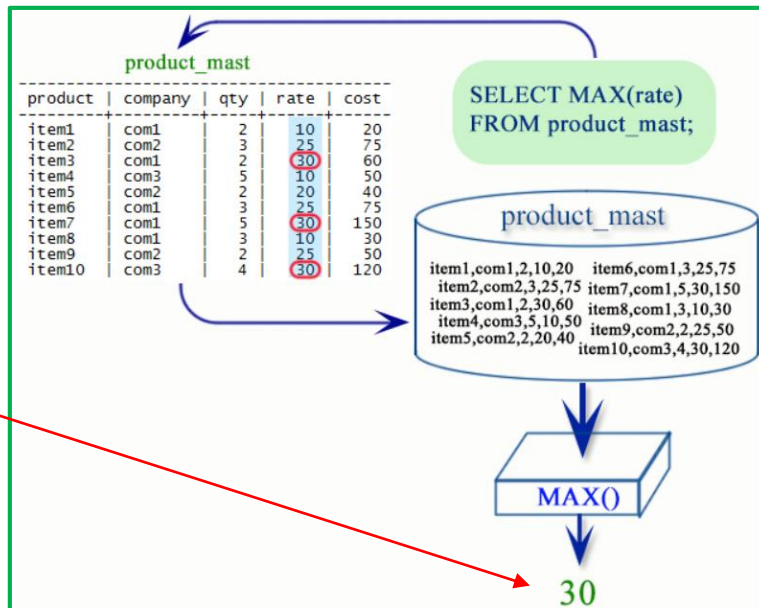 product_mast
product | company | qty | rate | cost
item1 | com1 | 2 | 10 | 20
item2 | com2 | 3 | 25 | 75
item3 | com1 | 2 | 30 | 60
item4 | com3 | 5 | 10 | 50
item5 | com2 | 2 | 20 | 40
item6 | com1 | 3 | 25 | 75
item7 | com1 | 5 | 30 | 150
item8 | com1 | 3 | 10 | 30
item9 | com2 | 2 | 25 | 50
item10 | com3 | 4 | 30 | 120
SELECT MAX(rate)
FROM product_mast;
product_mast
item1,com1,2,10,20
item2,com2,3,25,75
item3,com1,2,30,60
item4,com3,5,10,50
item5,com2,2,20,40
item6,com1,3,25,75
item7,com1,5,30,150
item8,com1,3,10,30
item9,com2,2,25,50
item10,com3,4,30,120
MAX()
30